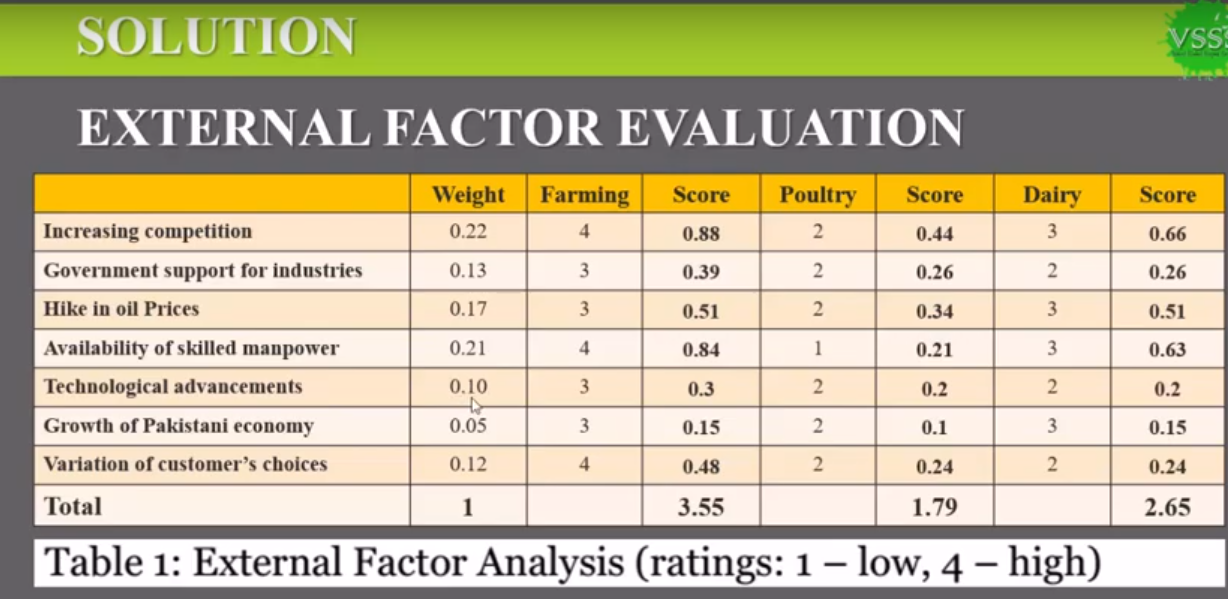 SOLUTION
EXTERNAL FACTOR EVALUATION
Weight Farming Score Poultry Score Dairy Score
Increasing competition 0.22 4 0.88 2 0.44 3 0.66
Government support for industries 0.13 3 0.39 2 0.26 2 0.26
Hike in oil Prices 0.17 3 0.51 2 0.34 3 0.51
Availability of skilled manpower 0.21 4 0.84 1 0.21 3 0.63
Technological advancements 0.10 3 0.3 2 0.2 2 0.2
Growth of Pakistani economy 0.05 3 0.15 2 0.1 3 0.15
Variation of customer's choices 0.12 4 0.48 2 0.24 2 0.24
Total 1 3.55 1.79 2.65
Table 1: External Factor Analysis (ratings: 1 – low, 4 – high)